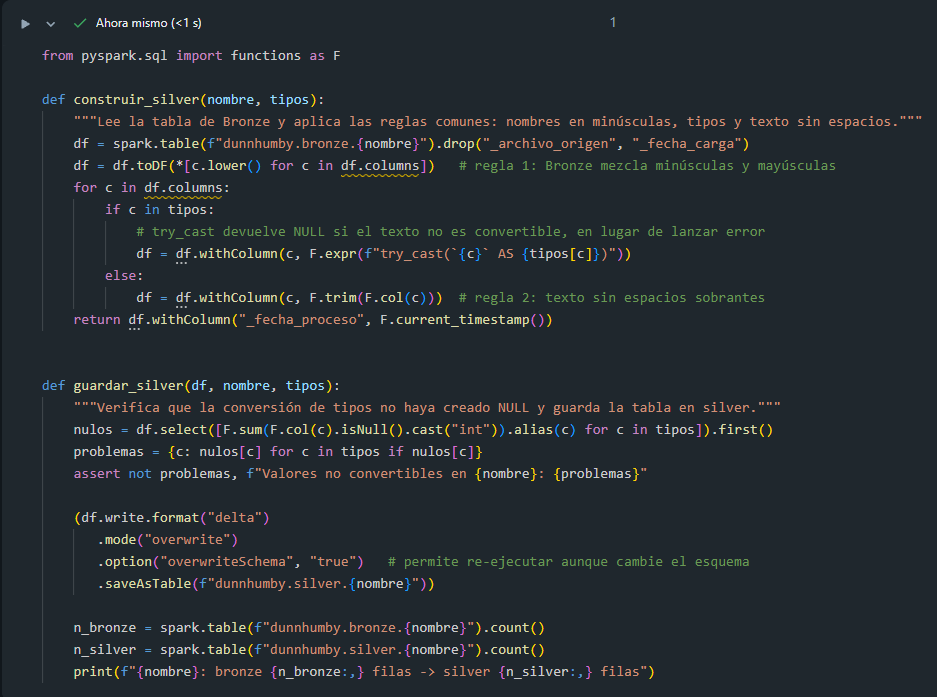 Ahora mismo (<1 s)
1
from pyspark.sql import functions as F
def construir_silver(nombre, tipos):
    """Lee la tabla de Bronze y aplica las reglas comunes: nombres en minúsculas, tipos y texto sin espacios."""
    df = spark.table(f"dunnhumby.bronze.{nombre}").drop("_archivo_origen", "_fecha_carga")
    df = df.toDF(*[c.lower() for c in df.columns])   # regla 1: Bronze mezcla minúsculas y mayúsculas
    for c in df.columns:
        if c in tipos:
            # try_cast devuelve NULL si el texto no es convertible, en lugar de lanzar error
            df = df.withColumn(c, F.expr(f"try_cast(`{c}` AS {tipos[c]})"))
        else:
            df = df.withColumn(c, F.trim(F.col(c)))  # regla 2: texto sin espacios sobrantes
    return df.withColumn("_fecha_proceso", F.current_timestamp())
def guardar_silver(df, nombre, tipos):
    """Verifica que la conversión de tipos no haya creado NULL y guarda la tabla en silver."""
    nulos = df.select([F.sum(F.col(c).isNull().cast("int")).alias(c) for c in tipos]).first()
    problemas = {c: nulos[c] for c in tipos if nulos[c]}
    assert not problemas, f"Valores no convertibles en {nombre}: {problemas}"
    (df.write.format("delta")
       .mode("overwrite")
       .option("overwriteSchema", "true")   # permite re-ejecutar aunque cambie el esquema
       .saveAsTable(f"dunnhumby.silver.{nombre}"))
    n_bronze = spark.table(f"dunnhumby.bronze.{nombre}").count()
    n_silver = spark.table(f"dunnhumby.silver.{nombre}").count()
    print(f"{nombre}: bronze {n_bronze:,} filas -> silver {n_silver:,} filas")